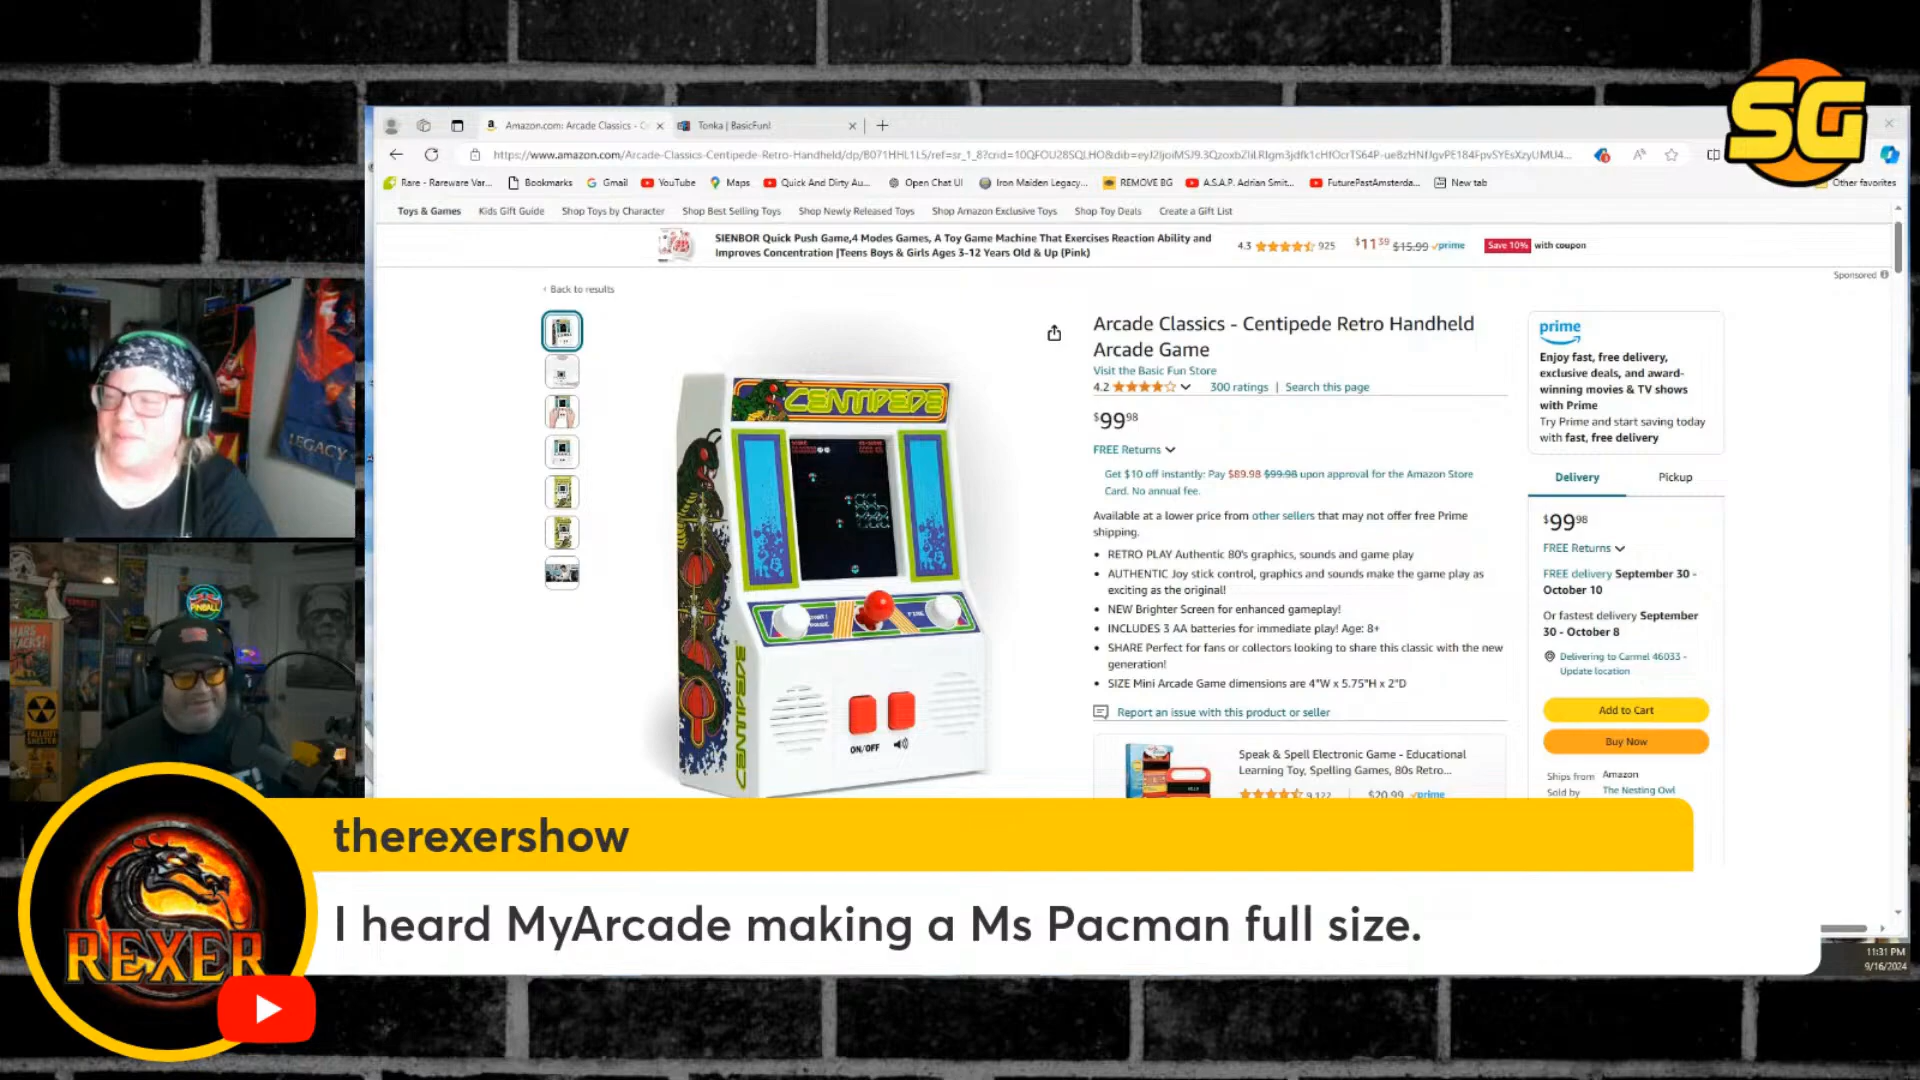 SG
Amazon.com: Arcade Classics - C
Tonka | BasicFun!
https://www.amazon.com/Arcade-Classics-Centipede-Retro-Handheld/dp/B071HHL1L5/ref=sr_1_8?
Rare - Rareware Var...
Bookmarks
Gmail
YouTube
Maps
Quick And Dirty Au...
Open Chat UI
Iron Maiden Legacy...
REMOVE BG
A.S.A.P. Adrian Smit...
FuturePastAmsterda...
New tab
Other favorites
Toys & Games
Kids Gift Guide
Shop Toys by Character
Shop Best Selling Toys
Shop Newly Released Toys
Shop Amazon Exclusive Toys
Shop Toy Deals
Create a Gift List
SIENBOR Quick Push Game,4 Modes Games, A Toy Game Machine That Exercises Reaction Ability and
Improves Concentration |Teens Boys & Girls Ages 3-12 Years Old & Up (Pink)
4.3
925
$11.39 $15.99 prime
Save 10% with coupon
Sponsored
‹ Back to results
CENTIPEDE
CENTIPEDE
FIRE
ON/OFF
Arcade Classics - Centipede Retro Handheld
Arcade Game
Visit the Basic Fun Store
4.2
300 ratings | Search this page
$99.98
FREE Returns
Get $10 off instantly: Pay $89.98 $99.98 upon approval for the Amazon Store
Card. No annual fee.
Available at a lower price from other sellers that may not offer free Prime
shipping.
• RETRO PLAY Authentic 80's graphics, sounds and game play
• AUTHENTIC Joy stick control, graphics and sounds make the game play as
exciting as the original!
• NEW Brighter Screen for enhanced gameplay!
• INCLUDES 3 AA batteries for immediate play! Age: 8+
• SHARE Perfect for fans or collectors looking to share this classic with the new
generation!
• SIZE Mini Arcade Game dimensions are 4"W x 5.75"H x 2"D
Report an issue with this product or seller
Speak & Spell Electronic Game - Educational
Learning Toy, Spelling Games, 80s Retro...
9,122
$20.99 prime
prime
Enjoy fast, free delivery,
exclusive deals, and award-
winning movies & TV shows
with Prime
Try Prime and start saving today
with fast, free delivery
Delivery
Pickup
$99.98
FREE Returns
FREE delivery September 30 -
October 10
Or fastest delivery September
30 - October 8
Delivering to Carmel 46033 -
Update location
Add to Cart
Buy Now
Ships from Amazon
Sold by The Nesting Owl
LEGACY
PINBALL
MARS
ATTACKS!
FALLOUT
SHELTER
11:31 PM
9/16/2024
REXER
therexershow
I heard MyArcade making a Ms Pacman full size.